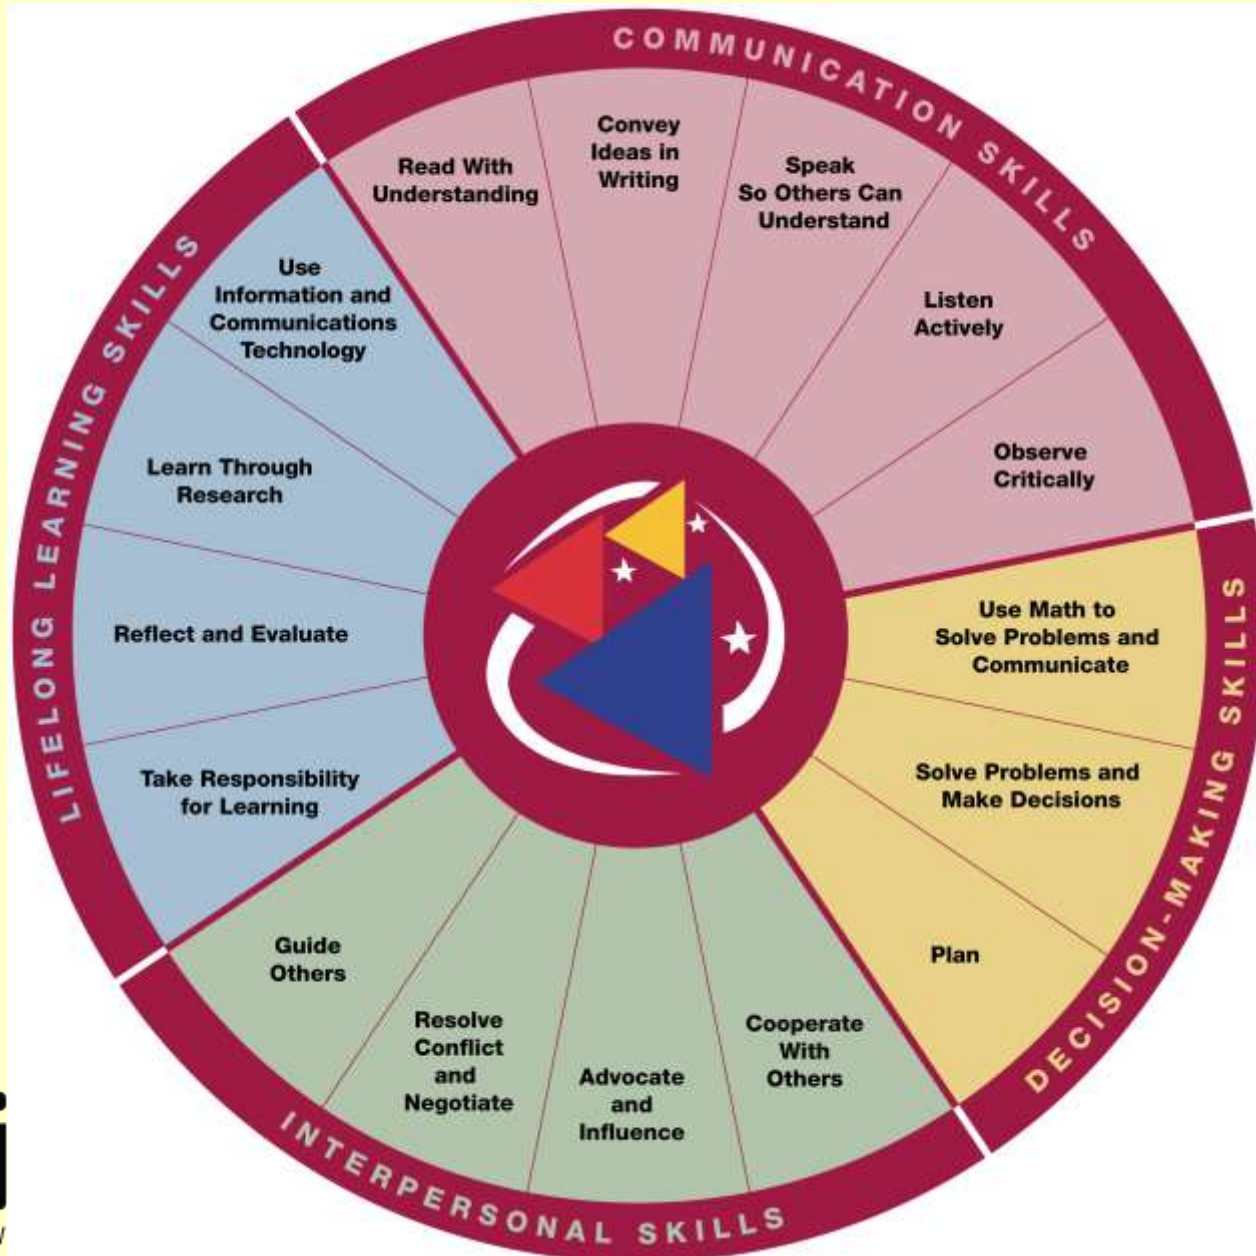 COMMUNICATION SKILLS
Read With
Understanding
Convey
Ideas in
Writing
Speak
So Others Can
Understand
Listen
Actively
Observe
Critically
DECISION-MAKING SKILLS
Use Math to
Solve Problems and
Communicate
Solve Problems and
Make Decisions
Plan
INTERPERSONAL SKILLS
Cooperate
With
Others
Advocate
and
Influence
Resolve
Conflict
and
Negotiate
Guide
Others
LIFELONG LEARNING SKILLS
Take Responsibility
for Learning
Reflect and Evaluate
Learn Through
Research
Use
Information and
Communications
Technology